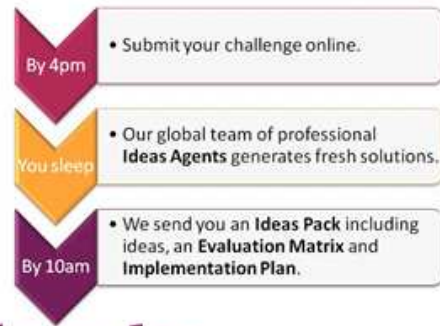 By 4pm
• Submit your challenge online.
You sleep
• Our global team of professional
Ideas Agents generates fresh solutions.
By 10am
• We send you an Ideas Pack including
ideas, an Evaluation Matrix and
Implementation Plan.